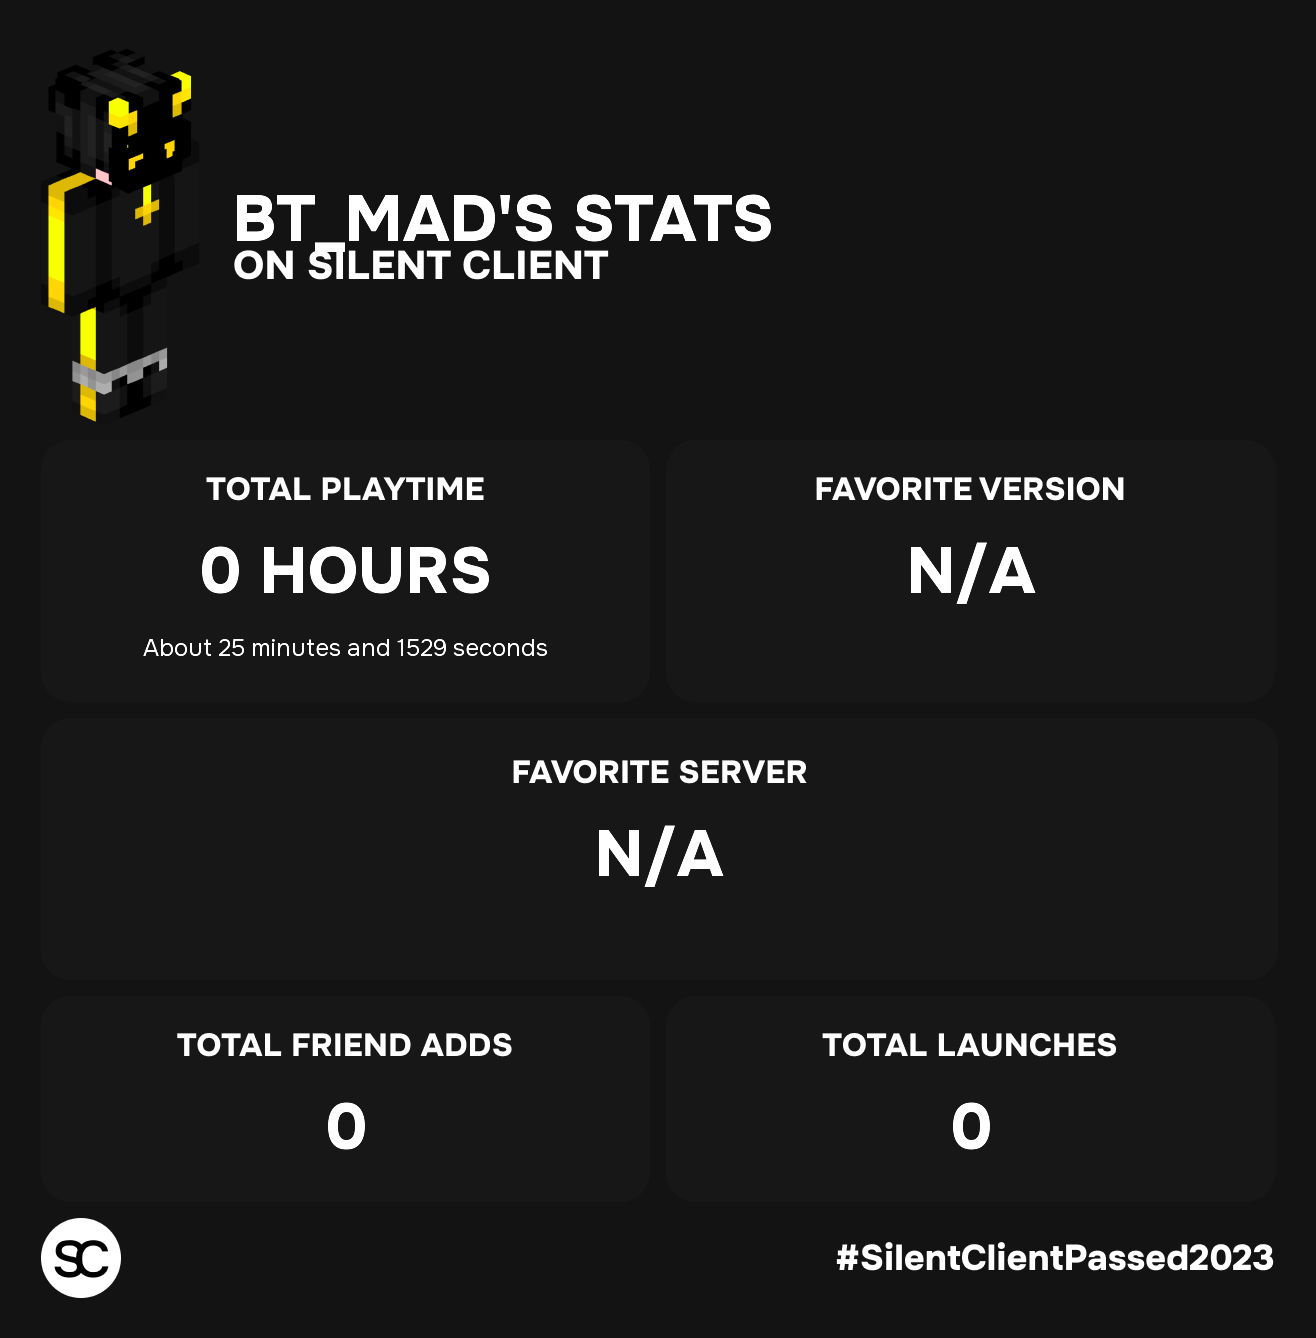 BT_MAD'S STATS
ON SILENT CLIENT
TOTAL PLAYTIME
0 HOURS
About 25 minutes and 1529 seconds
FAVORITE VERSION
N/A
FAVORITE SERVER
N/A
TOTAL FRIEND ADDS
0
TOTAL LAUNCHES
0
SC
#SilentClientPassed2023